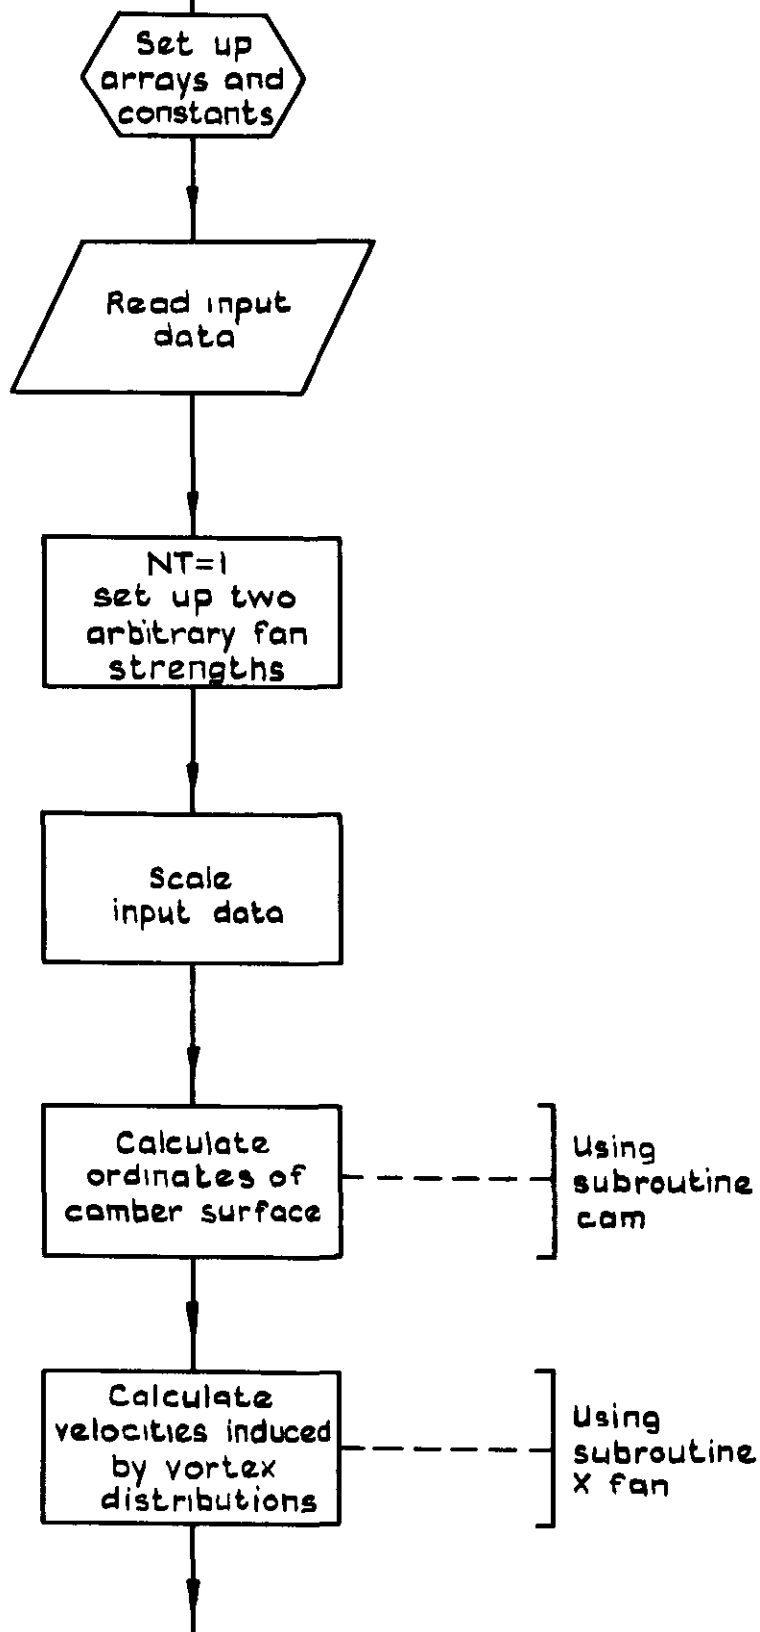 Set up
arrays and
constants
Read input
data
NT=1
set up two
arbitrary fan
strengths
Scale
input data
Calculate
ordinates of
camber surface
Using
subroutine
cam
Calculate
velocities induced
by vortex
distributions
Using
subroutine
X fan